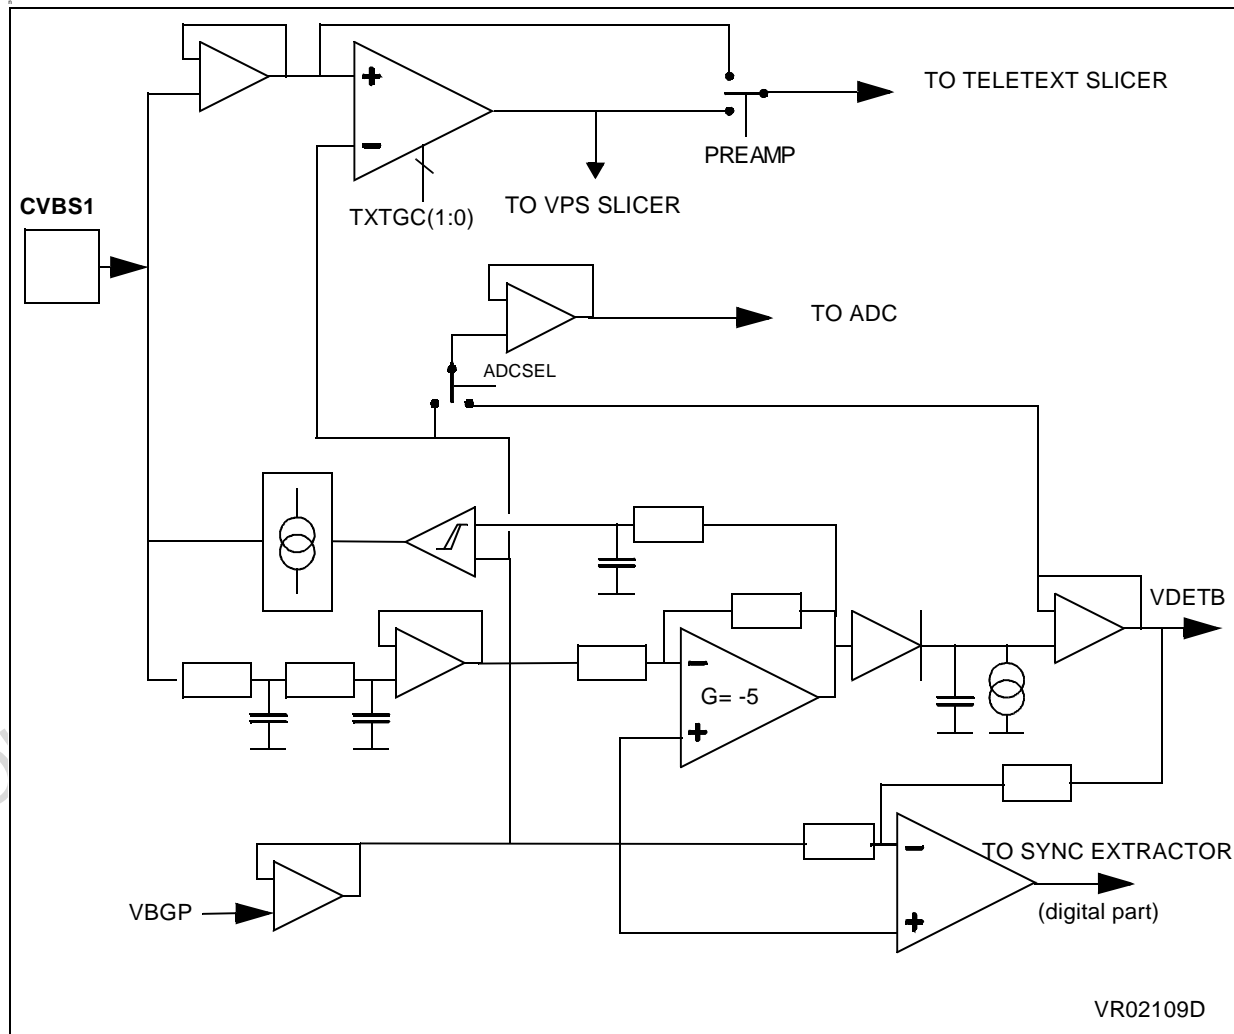 TO TELETEXT SLICER
PREAMP
CVBS1
TO VPS SLICER
TXTGC(1:0)
TO ADC
ADCSEL
VDETB
G= -5
TO SYNC EXTRACTOR
VBGP
(digital part)
VR02109D